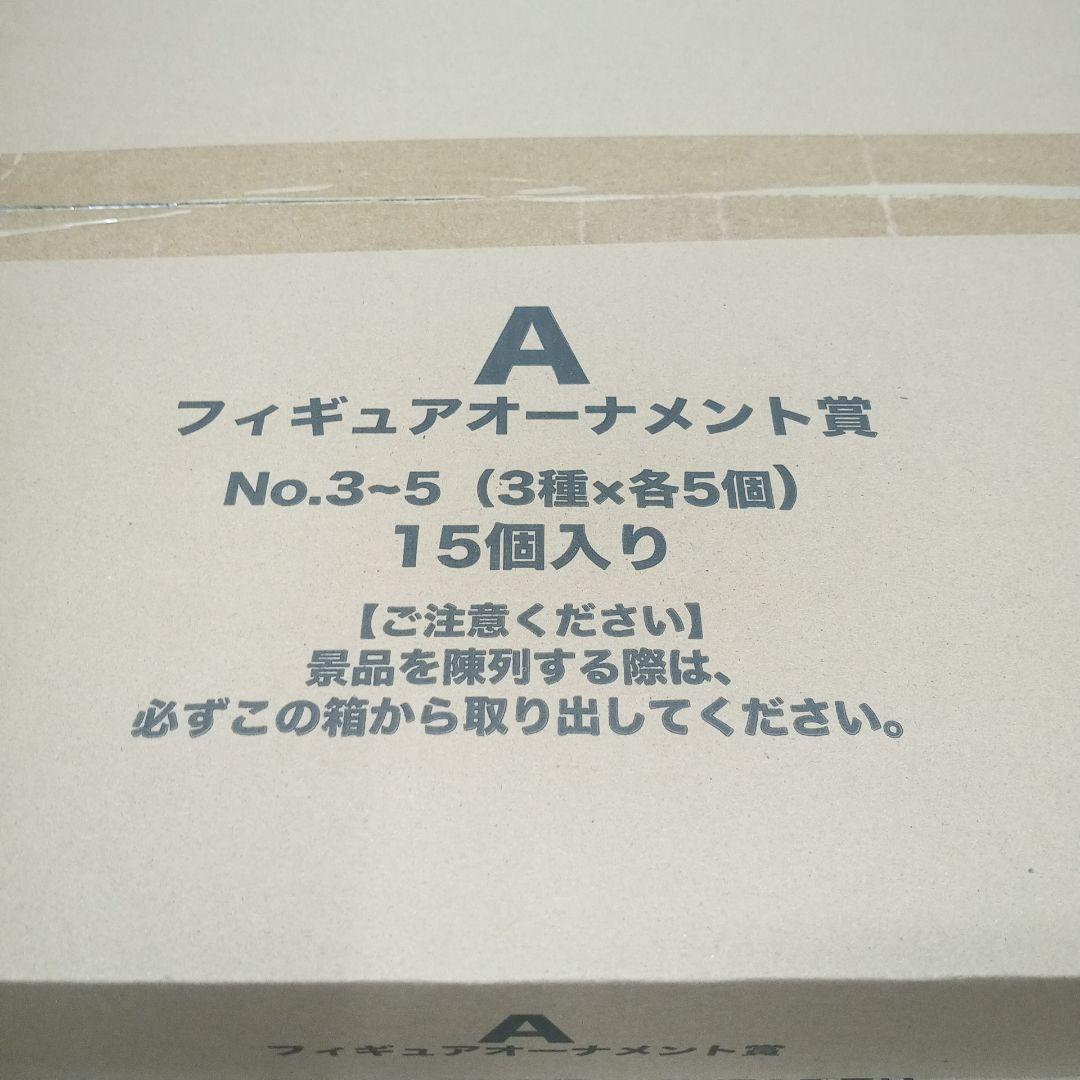 A
フィギュアオーナメント賞
No.3~5（3種×各5個）
15個入り
【ご注意ください】
景品を陳列する際は、
必ずこの箱から取り出してください。
A
フィギュアオーナメント賞